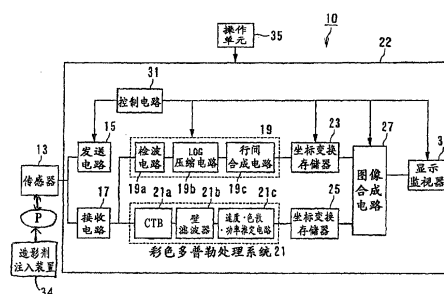 操作
单元
35
10
22
31
控制电路
15
19
23
27
3
发送
电路
检波
电路
LOG
压缩电路
行间
合成电路
坐标变换
存储器
13
传感器
19a
19b
19c
图像合成电路
显示
监视器
17
21a
21b
21c
25
P
接收
电路
CTB
壁
滤波器
速度·色散·
功率推定电路
坐标变换
存储器
造影剂
注入装置
彩色多普勒处理系统 21
34